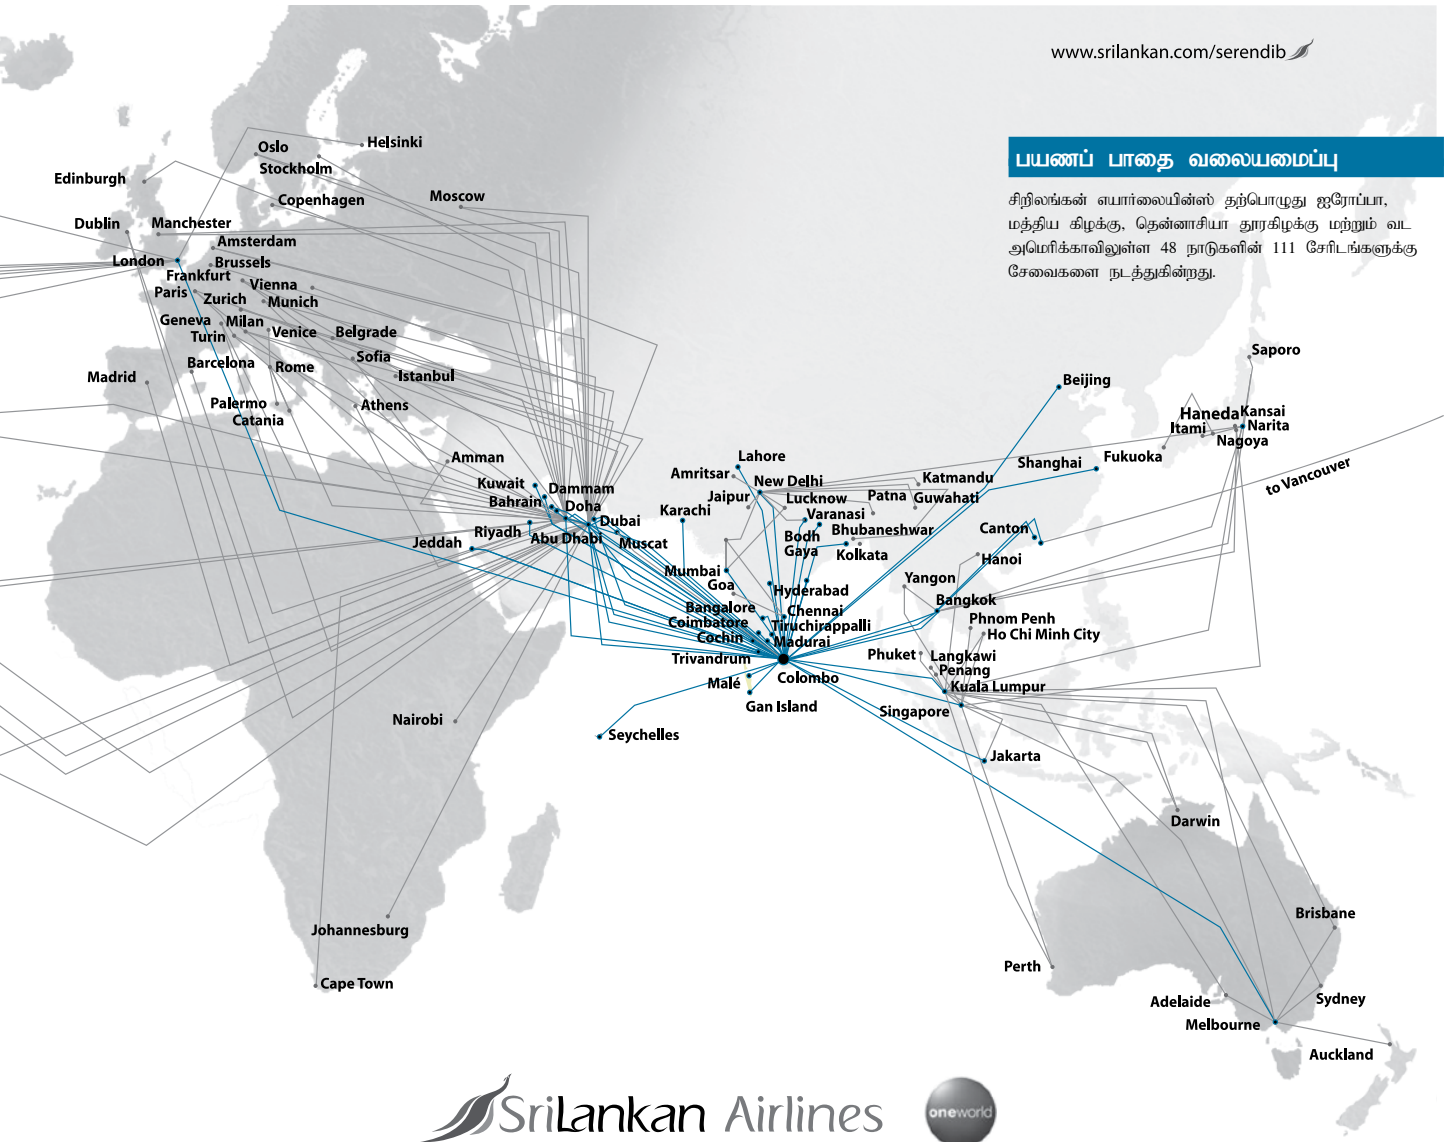 www.srilankan.com/serendib
பயணப் பாதை வலையமைப்பு
சிறிலங்கன் எயார்லையின்ஸ் தற்பொழுது ஐரோப்பா,
மத்திய கிழக்கு, தென்னாசியா தூரகிழக்கு மற்றும் வட
அமெரிக்காவிலுள்ள 48 நாடுகளின் 111 சேரிடங்களுக்கு
சேவைகளை நடத்துகின்றது.
Helsinki
Oslo
Stockholm
Edinburgh
Copenhagen
Moscow
Dublin
Manchester
Amsterdam
London
Brussels
Frankfurt
Vienna
Paris
Zurich
Munich
Geneva
Milan
Venice
Belgrade
Turin
Sofia
Barcelona
Rome
Madrid
Istanbul
Palermo
Athens
Catania
Amman
Kuwait
Dammam
Bahrain
Doha
Dubai
Riyadh
Abu Dhabi
Muscat
Jeddah
Lahore
Amritsar
New Delhi
Katmandu
Jaipur
Lucknow
Patna
Guwahati
Karachi
Varanasi
Bhubaneshwar
Bodh
Gaya
Kolkata
Mumbai
Goa
Hyderabad
Bangalore
Chennai
Coimbatore
Tiruchirappalli
Cochin
Madurai
Trivandrum
Colombo
Malé
Gan Island
Seychelles
Nairobi
Johannesburg
Cape Town
Saporo
Beijing
Haneda
Kansai
Itami
Narita
Nagoya
Fukuoka
Shanghai
to Vancouver
Canton
Hanoi
Yangon
Bangkok
Phnom Penh
Ho Chi Minh City
Phuket
Langkawi
Penang
Kuala Lumpur
Singapore
Jakarta
Darwin
Brisbane
Perth
Adelaide
Sydney
Melbourne
Auckland
SriLankan Airlines
oneworld